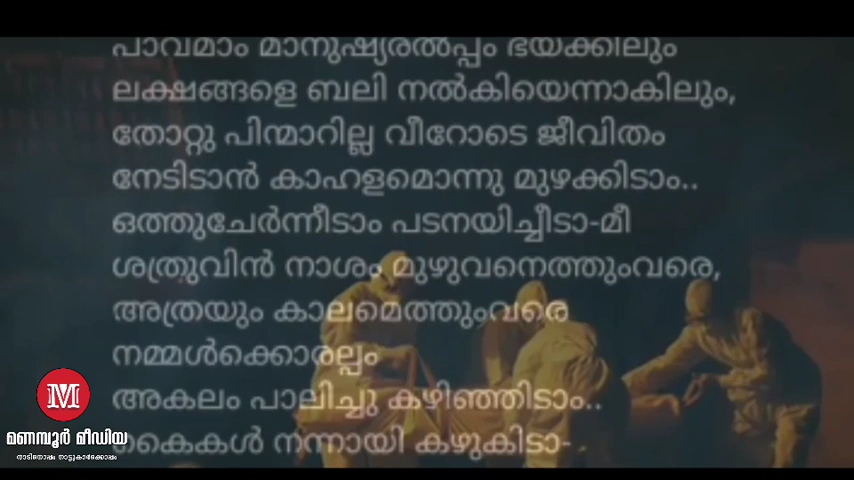 പാവമാം മാനുഷ്യരൽപ്പം ഭയക്കിലും
ലക്ഷങ്ങളെ ബലി നൽകിയെന്നാകിലും,
തോറ്റു പിന്മാറില്ല വീറോടെ ജീവിതം
നേടിടാൻ കാഹളമൊന്നു മുഴക്കിടാം..
ഒത്തുചേർന്നീടാം പടനയിച്ചീടാ-മീ
ശത്രുവിൻ നാശം മുഴുവനെത്തുംവരെ,
അത്രയും കാലമെത്തുംവരെ
നമ്മൾക്കൊരല്പം
അകലം പാലിച്ചു കഴിഞ്ഞിടാം..
കൈകൾ നന്നായി കഴുകിടാ-
M
മണമ്പൂർ മീഡിയ
നാടിനൊപ്പം നാട്ടുകാർക്കൊപ്പം